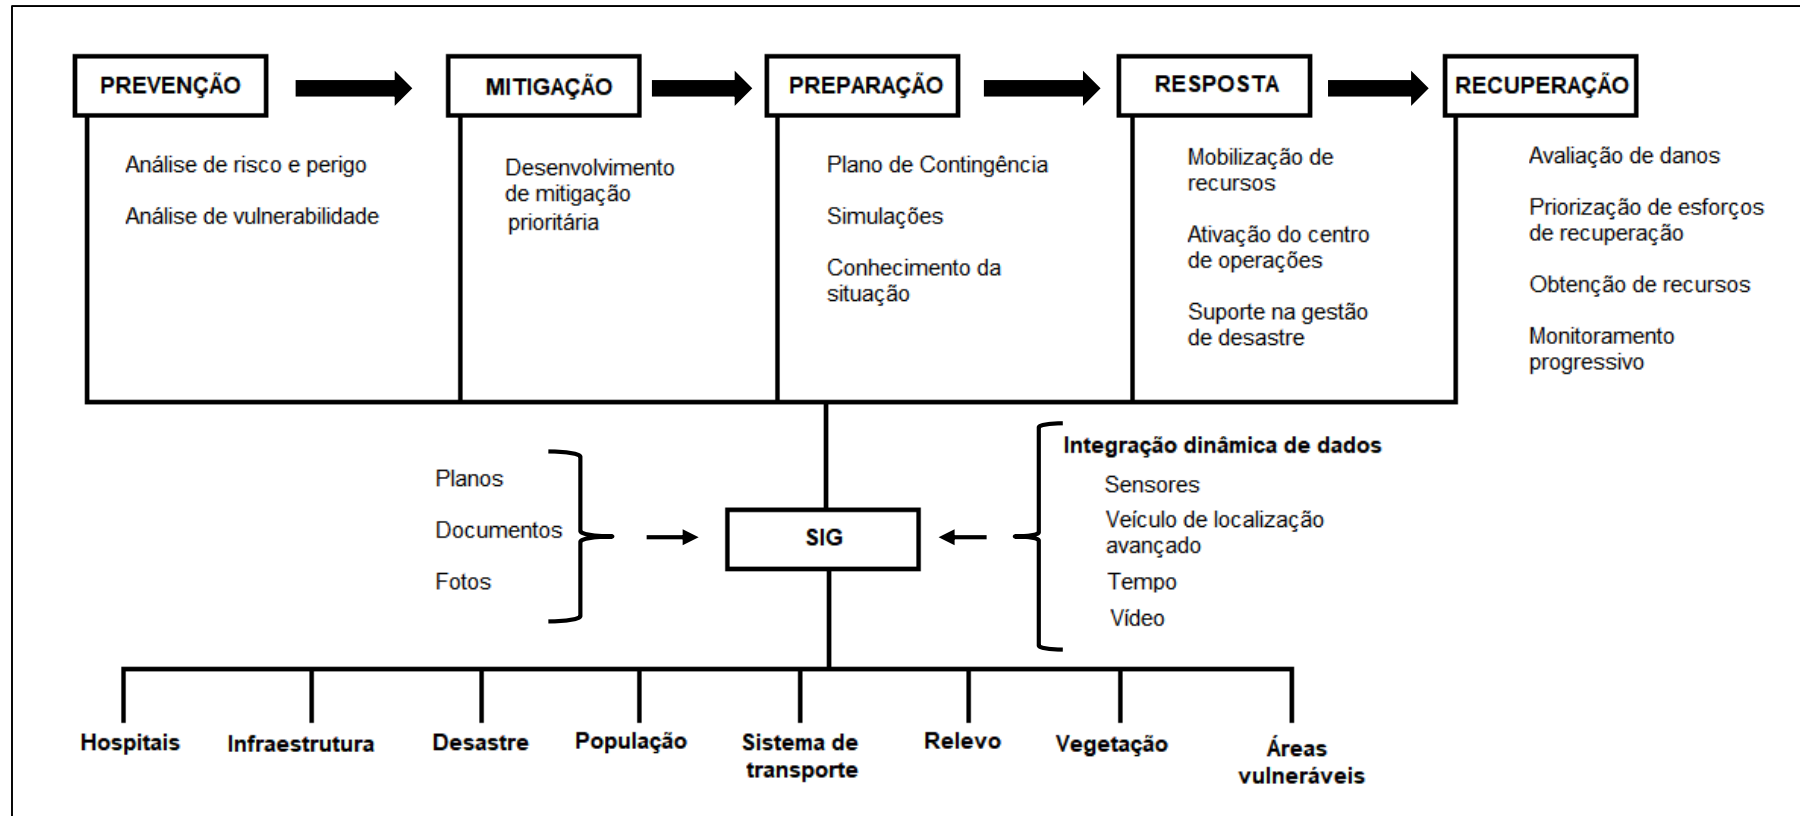 PREVENÇÃO
MITIGAÇÃO
PREPARAÇÃO
RESPOSTA
RECUPERAÇÃO
Análise de risco e perigo
Análise de vulnerabilidade
Desenvolvimento
de mitigação
prioritária
Plano de Contingência
Simulações
Conhecimento da
situação
Mobilização de
recursos
Ativação do centro
de operações
Suporte na gestão
de desastre
Avaliação de danos
Priorização de esforços
de recuperação
Obtenção de recursos
Monitoramento
progressivo
Planos
Documentos
Fotos
SIG
Integração dinâmica de dados
Sensores
Veículo de localização
avançado
Tempo
Vídeo
Hospitais
Infraestrutura
Desastre
População
Sistema de
transporte
Relevo
Vegetação
Áreas
vulneráveis